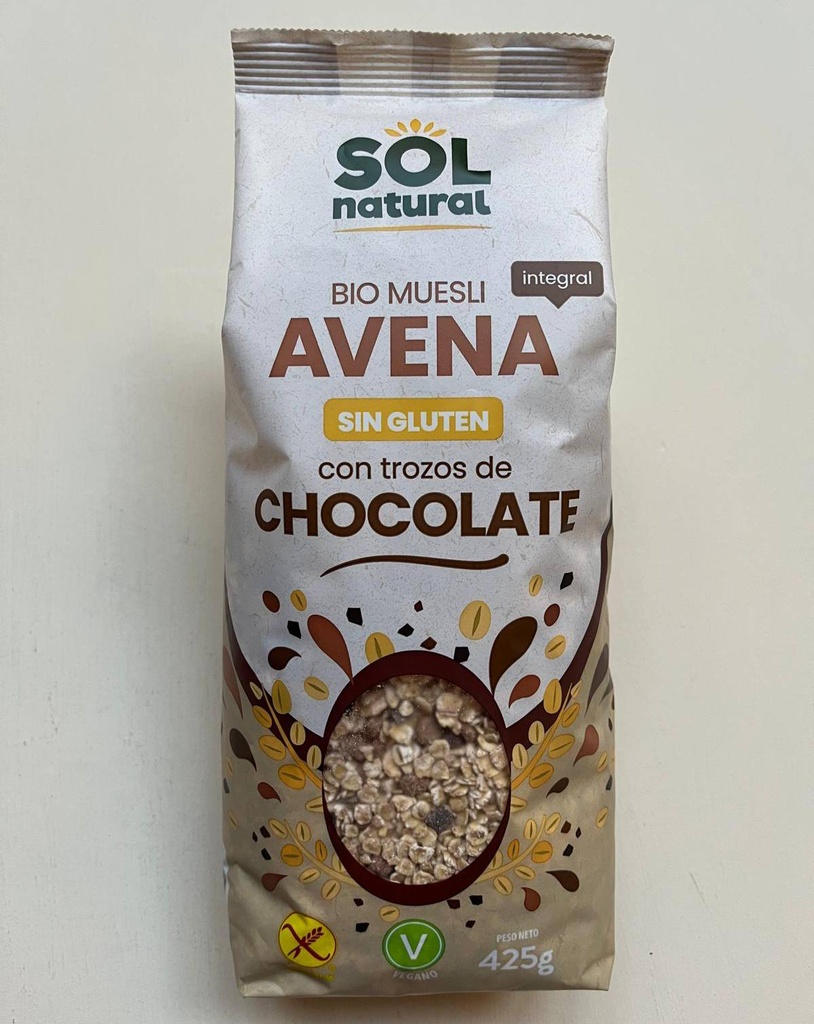 SOL
natural
integral
BIO MUESLI
AVENA
SIN GLUTEN
con trozos de
CHOCOLATE
V
VEGANO
PESO NETO
425g